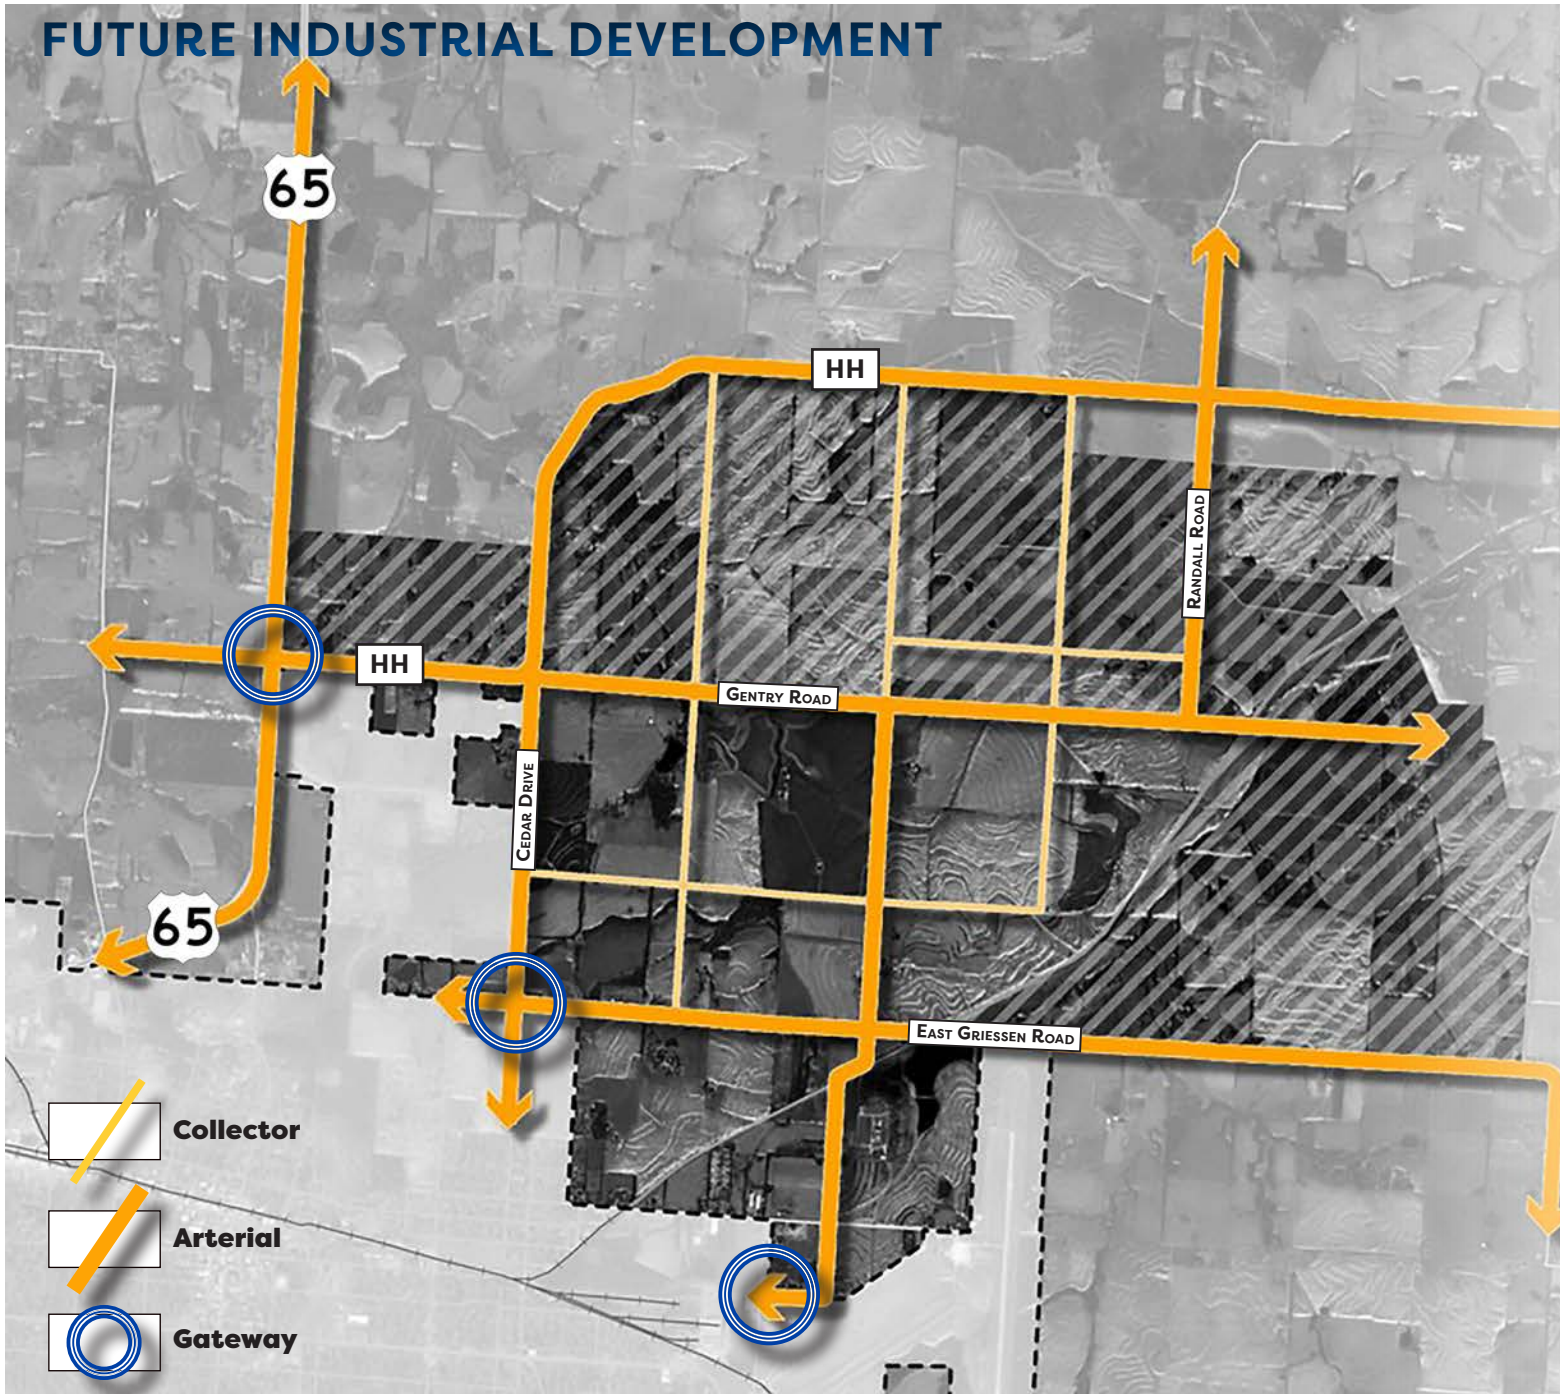 FUTURE INDUSTRIAL DEVELOPMENT
65
HH
RANDALL ROAD
HH
GENTRY ROAD
CEDAR DRIVE
65
EAST GRIESSEN ROAD
Collector
Arterial
Gateway